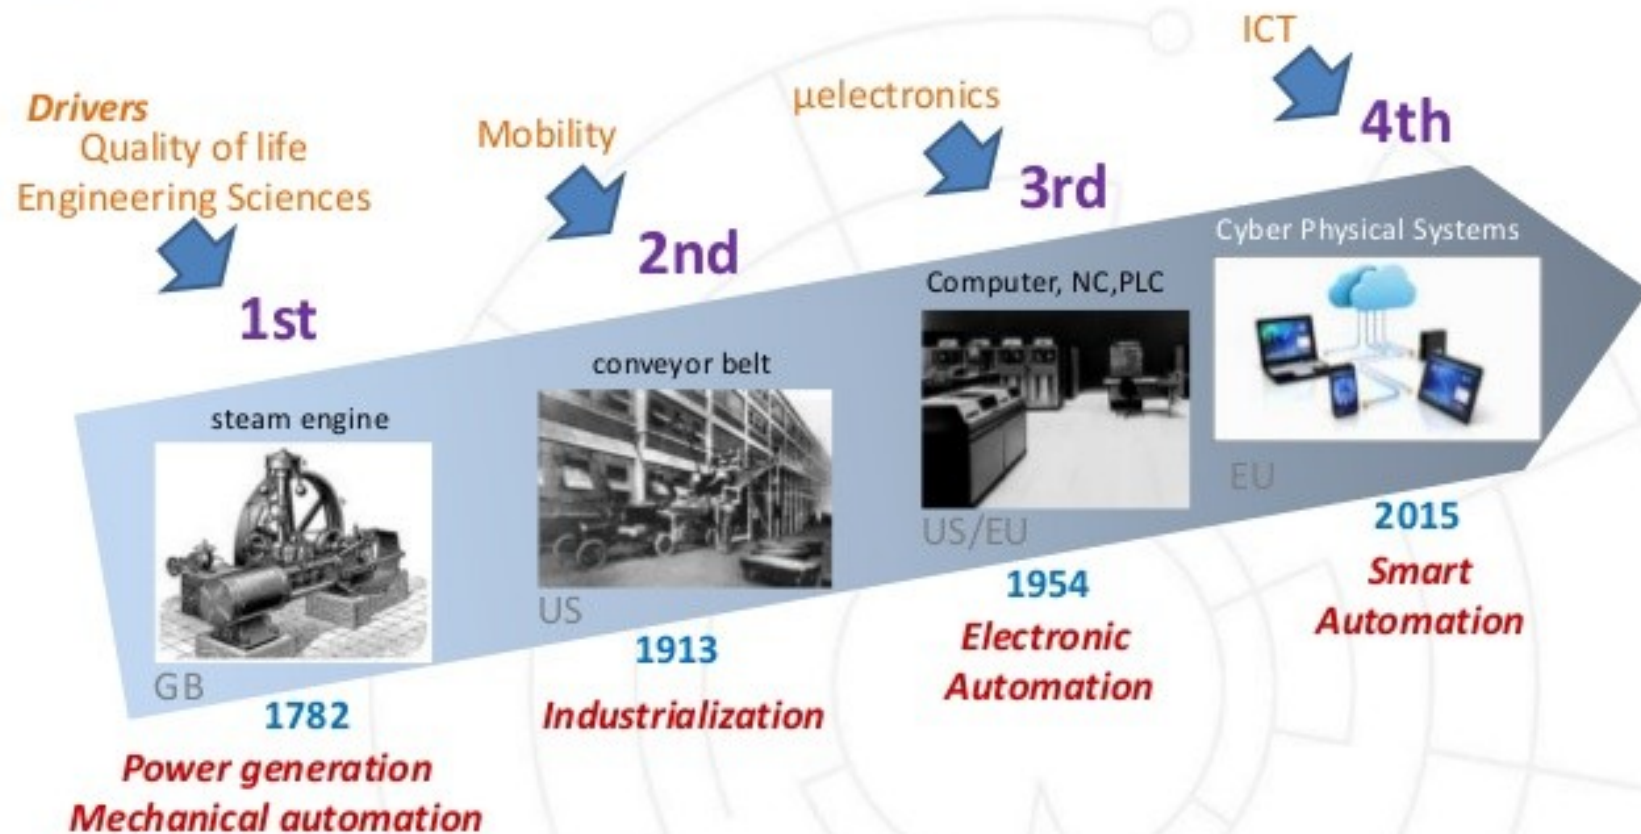 Drivers
Quality of life
Engineering Sciences
1st
steam engine
GB
1782
Power generation
Mechanical automation
Mobility
2nd
conveyor belt
US
1913
Industrialization
µelectronics
3rd
Computer, NC,PLC
US/EU
1954
Electronic
Automation
ICT
4th
Cyber Physical Systems
EU
2015
Smart
Automation